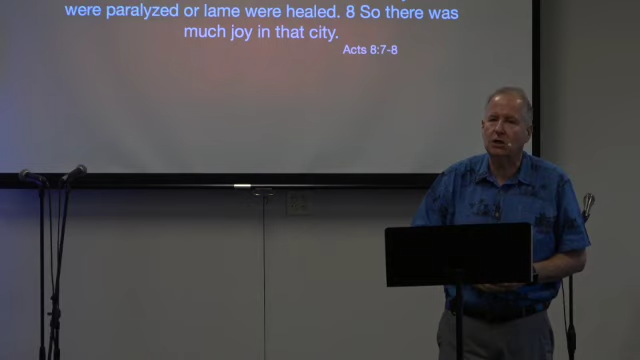 were paralyzed or lame were healed. 8 So there was
much joy in that city.
Acts 8:7-8